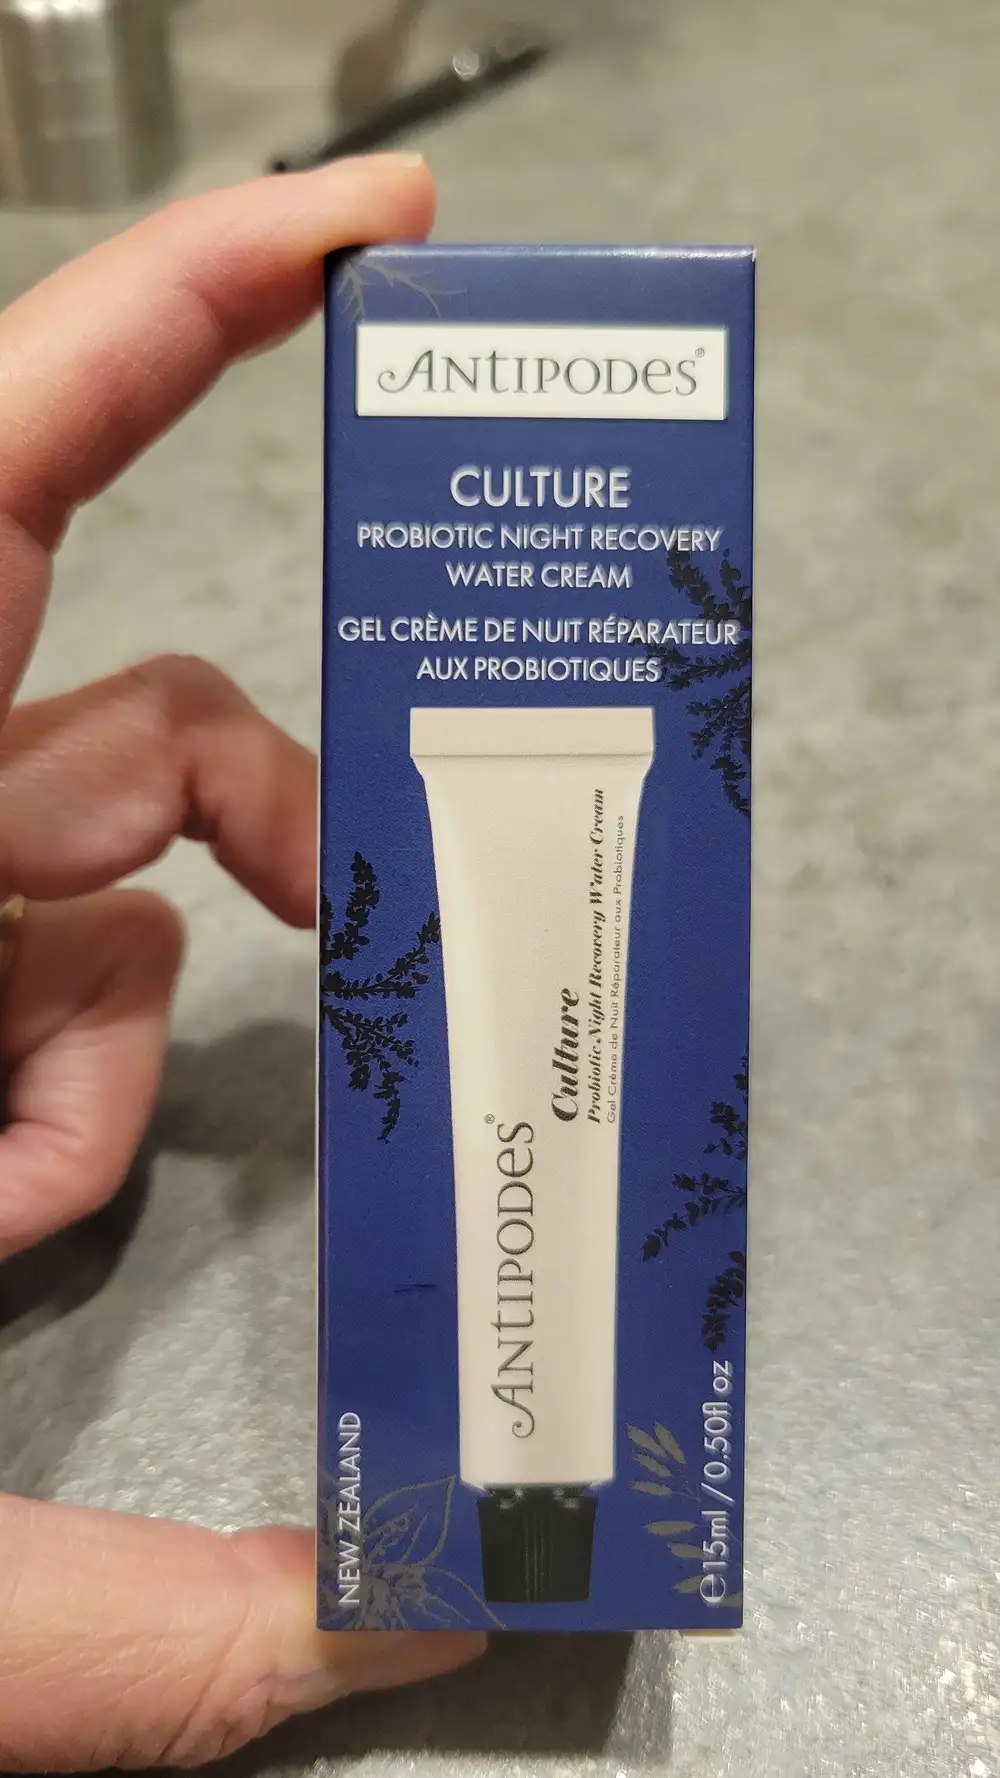 ANTIPODES®
CULTURE
PROBIOTIC NIGHT RECOVERY
WATER CREAM
GEL CRÈME DE NUIT RÉPARATEUR
AUX PROBIOTIQUES
ANTIPODES®
Culture
Probiotic Night Recovery Water Cream
Gel Crème de Nuit Réparateur aux Probiotiques
NEW ZEALAND
℮15ml / 0.50fl oz